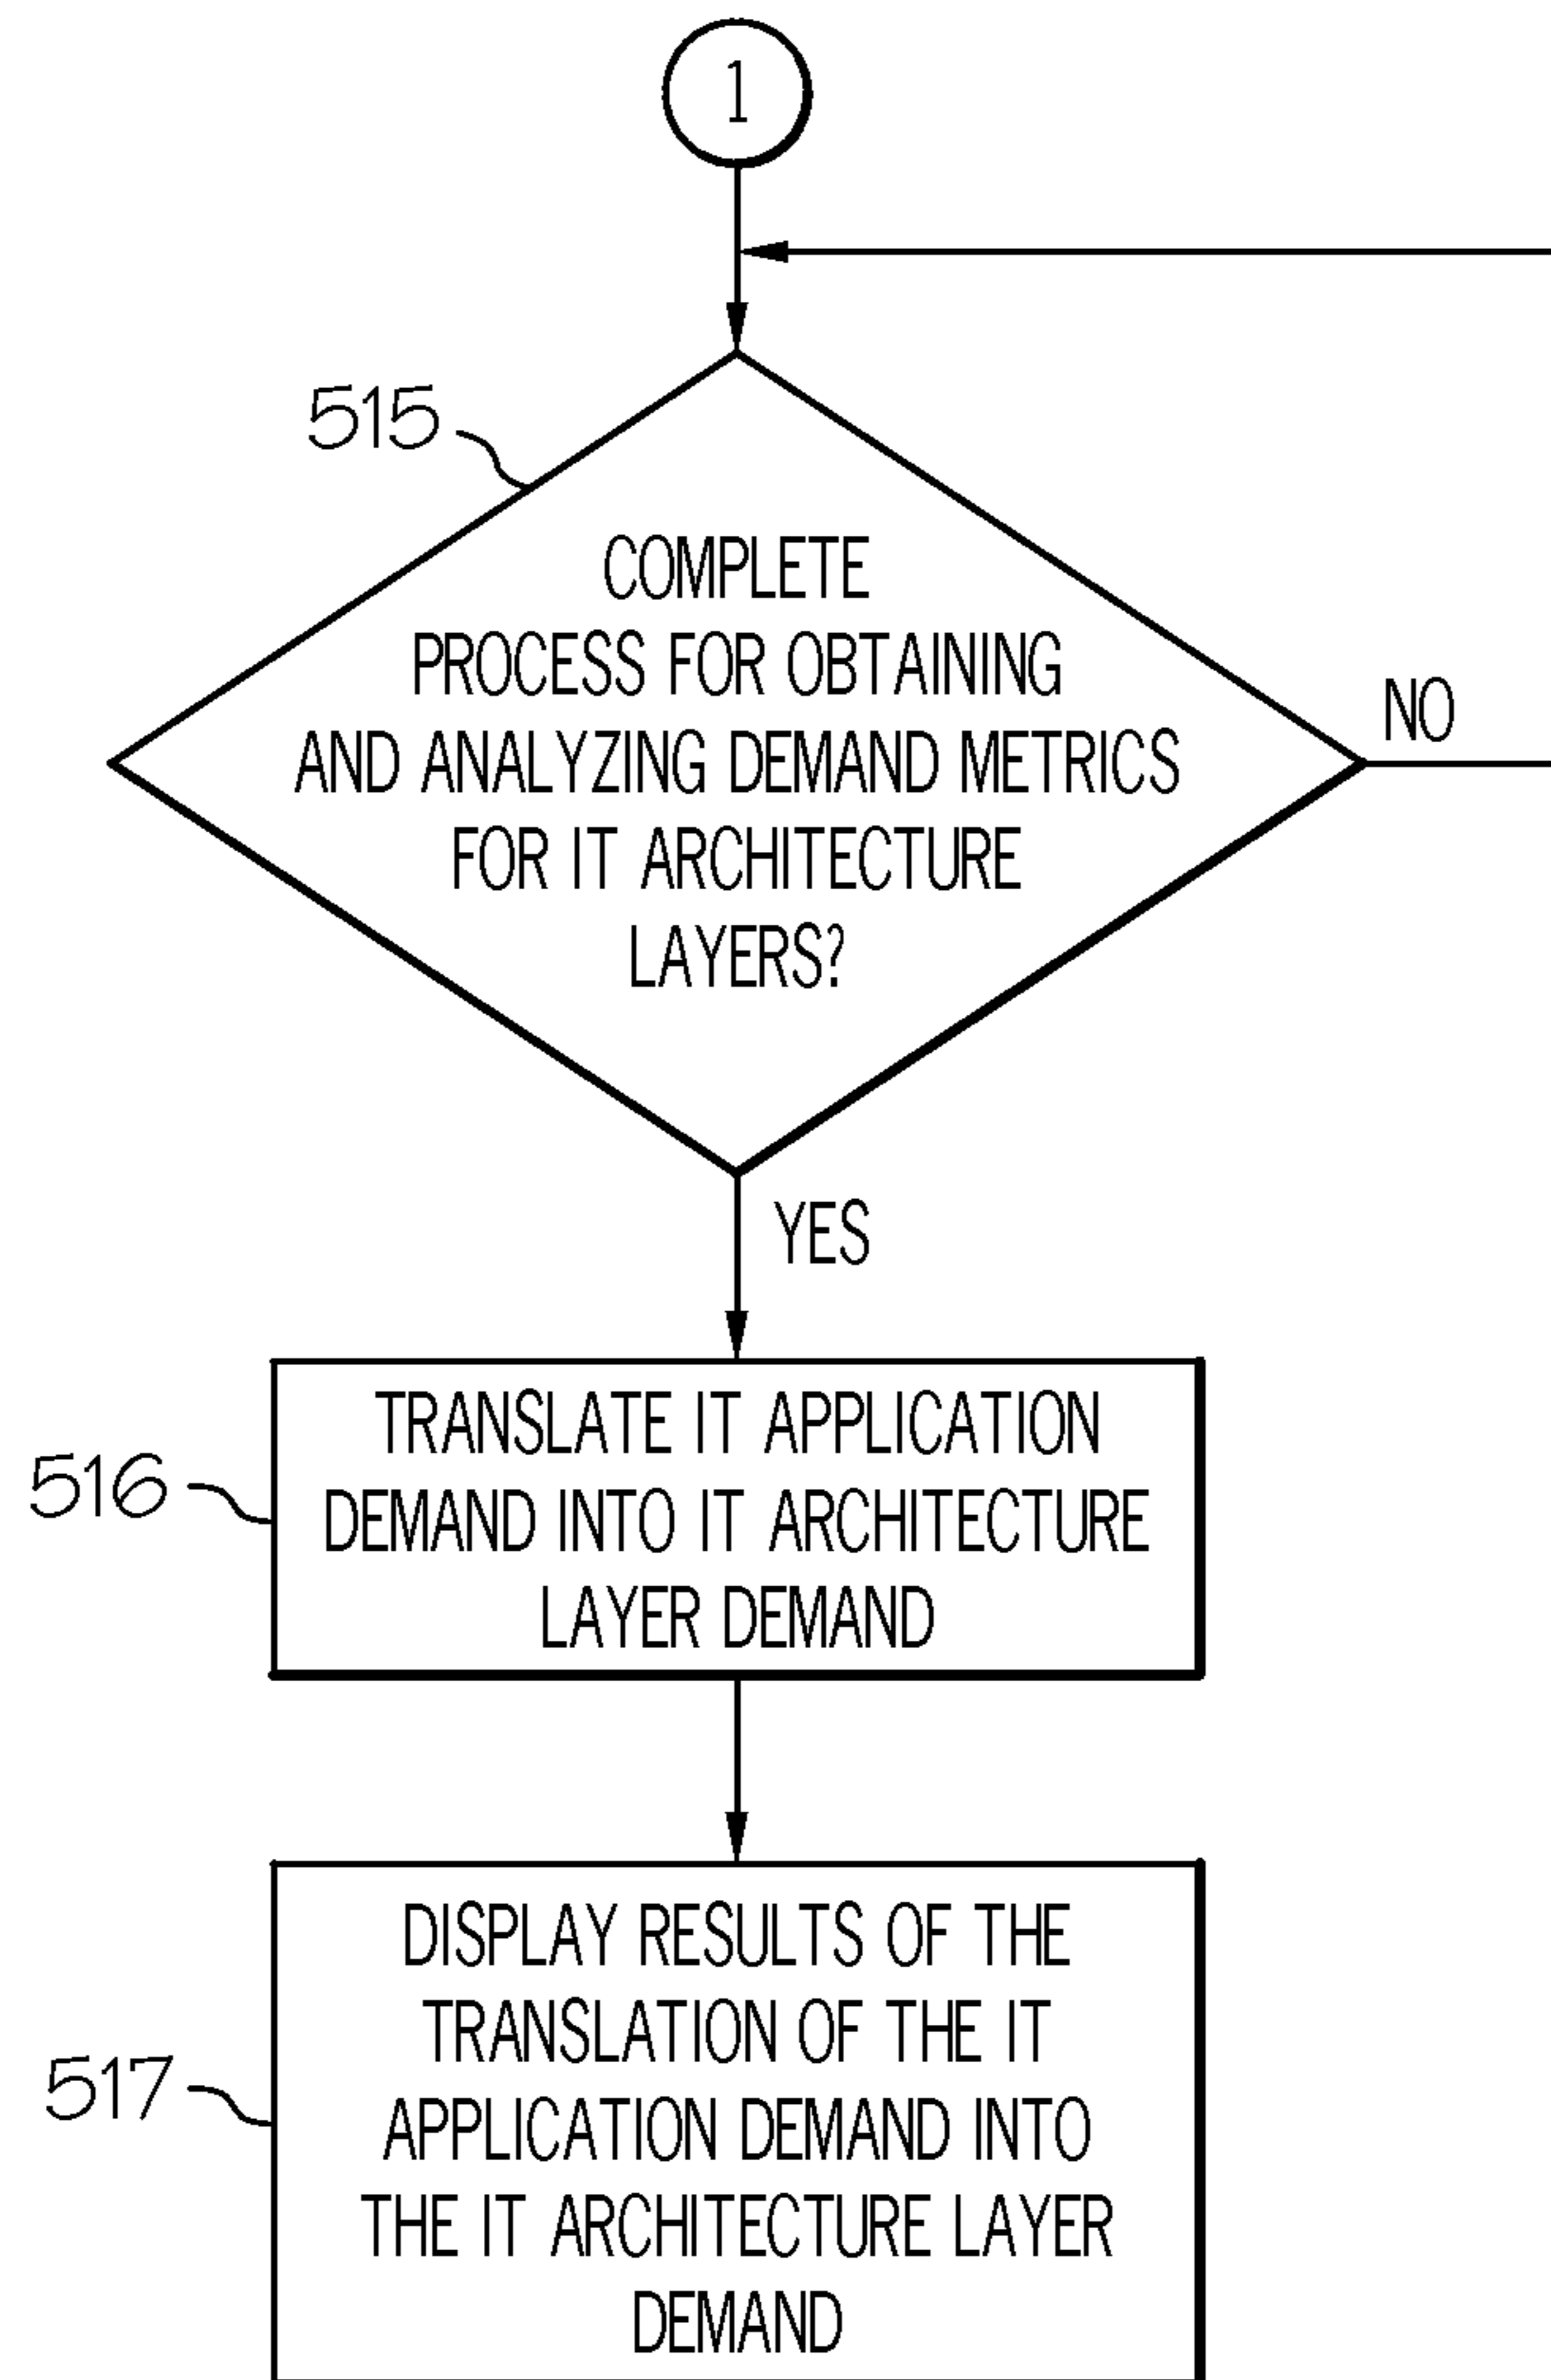 1
515
COMPLETE
PROCESS FOR OBTAINING
AND ANALYZING DEMAND METRICS
FOR IT ARCHITECTURE
LAYERS?
NO
YES
516
TRANSLATE IT APPLICATION
DEMAND INTO IT ARCHITECTURE
LAYER DEMAND
517
DISPLAY RESULTS OF THE
TRANSLATION OF THE IT
APPLICATION DEMAND INTO
THE IT ARCHITECTURE LAYER
DEMAND